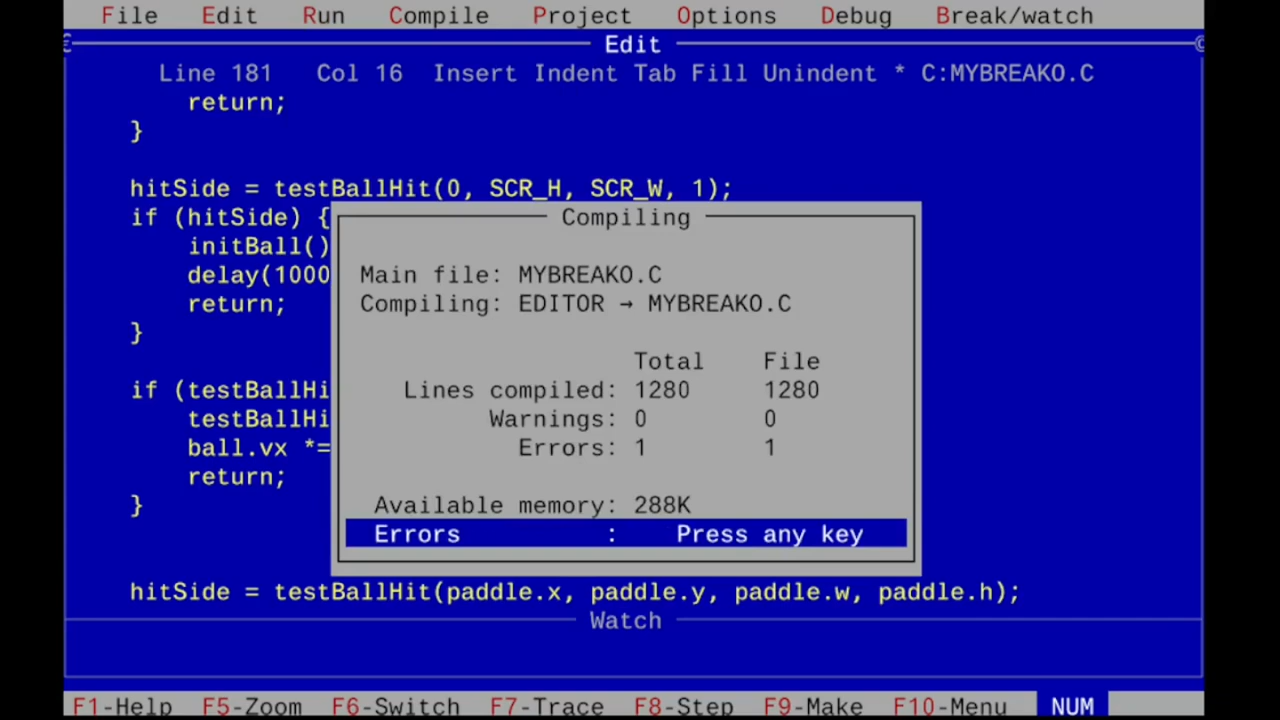 File Edit Run Compile Project Options Debug Break/watch
Edit
Line 181 Col 16 Insert Indent Tab Fill Unindent * C:MYBREAKO.C
return;
}
hitSide = testBallHit(0, SCR_H, SCR_W, 1);
if (hitSide) {
initBall()
delay(1000
return;
}
if (testBallHi
testBallHi
ball.vx *=
return;
}
Compiling
Main file: MYBREAKO.C
Compiling: EDITOR → MYBREAKO.C
Total File
Lines compiled: 1280 1280
Warnings: 0 0
Errors: 1 1
Available memory: 288K
Errors : Press any key
hitSide = testBallHit(paddle.x, paddle.y, paddle.w, paddle.h);
Watch
F1-Help F5-Zoom F6-Switch F7-Trace F8-Step F9-Make F10-Menu NUM